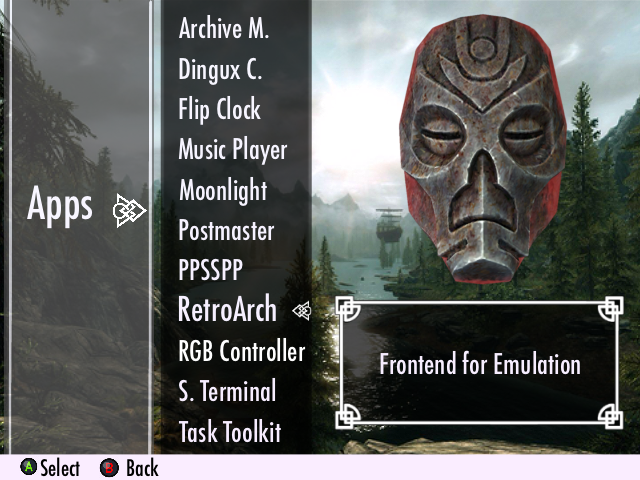 Apps
Archive M.
Dingux C.
Flip Clock
Music Player
Moonlight
Postmaster
PPSSPP
RetroArch
RGB Controller
S. Terminal
Task Toolkit
Frontend for Emulation
A Select B Back